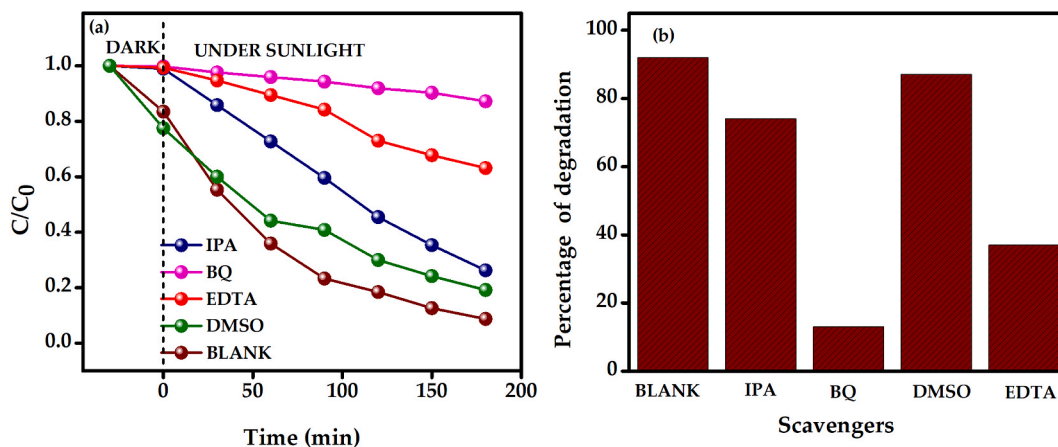 (a)
DARK
UNDER SUNLIGHT
C/C0
1.0
0.8
0.6
0.4
0.2
0.0
IPA
BQ
EDTA
DMSO
BLANK
0 50 100 150 200
Time (min)
(b)
Percentage of degradation
100
80
60
40
20
0
BLANK IPA BQ DMSO EDTA
Scavengers